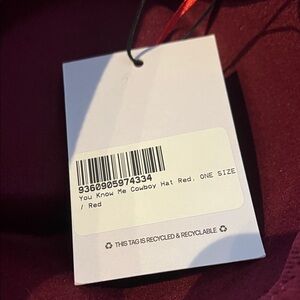 9360905974334
You Know Me Cowboy Hat Red, ONE SIZE
/ Red
♻ THIS TAG IS RECYCLED & RECYCLABLE ♻